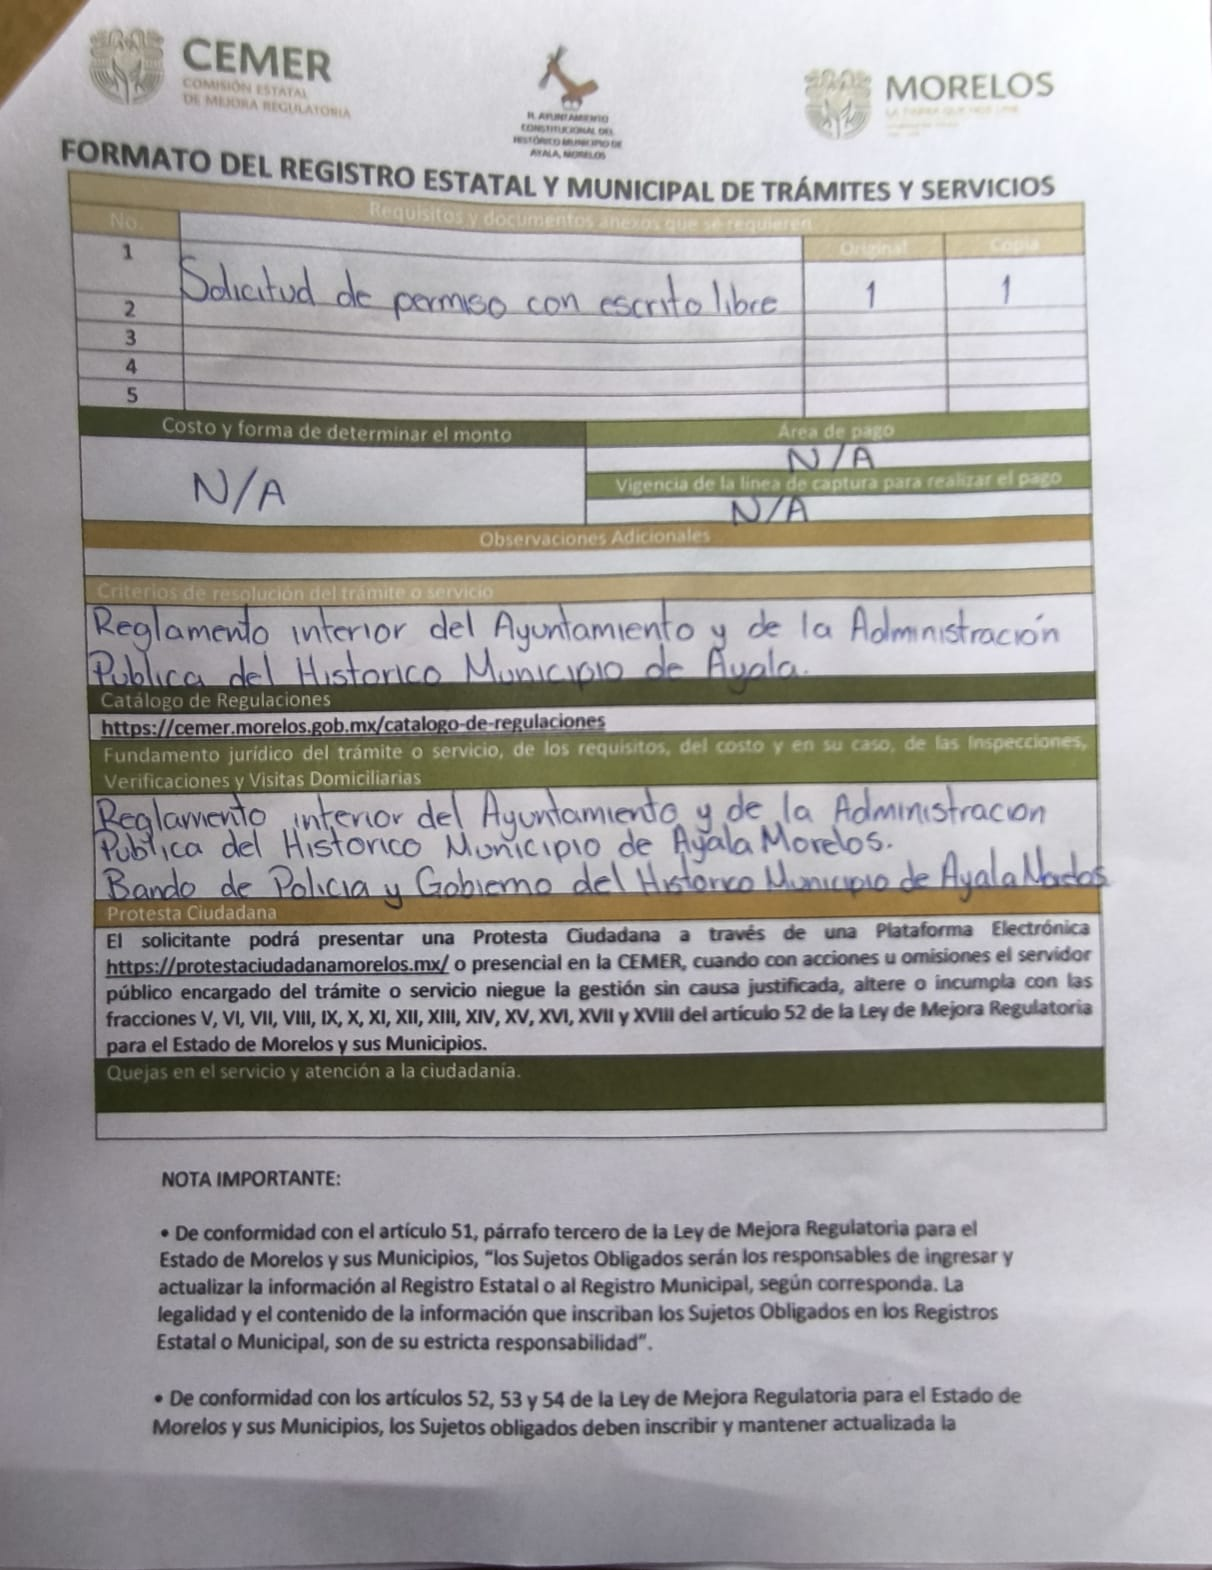 CEMER
COMISIÓN ESTATAL
DE MEJORA REGULATORIA
H. AYUNTAMIENTO
CONSTITUCIONAL DEL
HISTÓRICO MUNICIPIO DE
AYALA, MORELOS
MORELOS
FORMATO DEL REGISTRO ESTATAL Y MUNICIPAL DE TRÁMITES Y SERVICIOS
No. Requisitos y documentos anexos que se requieren
Original Copia
1
Solicitud de permiso con escrito libre 1 1
2
3
4
5
Costo y forma de determinar el monto
Área de pago
N/A
N/A
Vigencia de la línea de captura para realizar el pago
N/A
Observaciones Adicionales
Criterios de resolución del trámite o servicio
Reglamento interior del Ayuntamiento y de la Administración
Publica del Historico Municipio de Ayala.
Catálogo de Regulaciones
https://cemer.morelos.gob.mx/catalogo-de-regulaciones
Fundamento jurídico del trámite o servicio, de los requisitos, del costo y en su caso, de las Inspecciones,
Verificaciones y Visitas Domiciliarias
Reglamento interior del Ayuntamiento y de la Administracion
Publica del Historico Municipio de Ayala Morelos.
Bando de Policia y Gobierno del Historico Municipio de Ayala
Protesta Ciudadana
El solicitante podrá presentar una Protesta Ciudadana a través de una Plataforma Electrónica
https://protestaciudadanamorelos.mx/ o presencial en la CEMER, cuando con acciones u omisiones el servidor
público encargado del trámite o servicio niegue la gestión sin causa justificada, altere o incumpla con las
fracciones V, VI, VII, VIII, IX, X, XI, XII, XIII, XIV, XV, XVI, XVII y XVIII del artículo 52 de la Ley de Mejora Regulatoria
para el Estado de Morelos y sus Municipios.
Quejas en el servicio y atención a la ciudadanía.
NOTA IMPORTANTE:
• De conformidad con el artículo 51, párrafo tercero de la Ley de Mejora Regulatoria para el
Estado de Morelos y sus Municipios, "los Sujetos Obligados serán los responsables de ingresar y
actualizar la información al Registro Estatal o al Registro Municipal, según corresponda. La
legalidad y el contenido de la información que inscriban los Sujetos Obligados en los Registros
Estatal o Municipal, son de su estricta responsabilidad".
• De conformidad con los artículos 52, 53 y 54 de la Ley de Mejora Regulatoria para el Estado de
Morelos y sus Municipios, los Sujetos obligados deben inscribir y mantener actualizada la